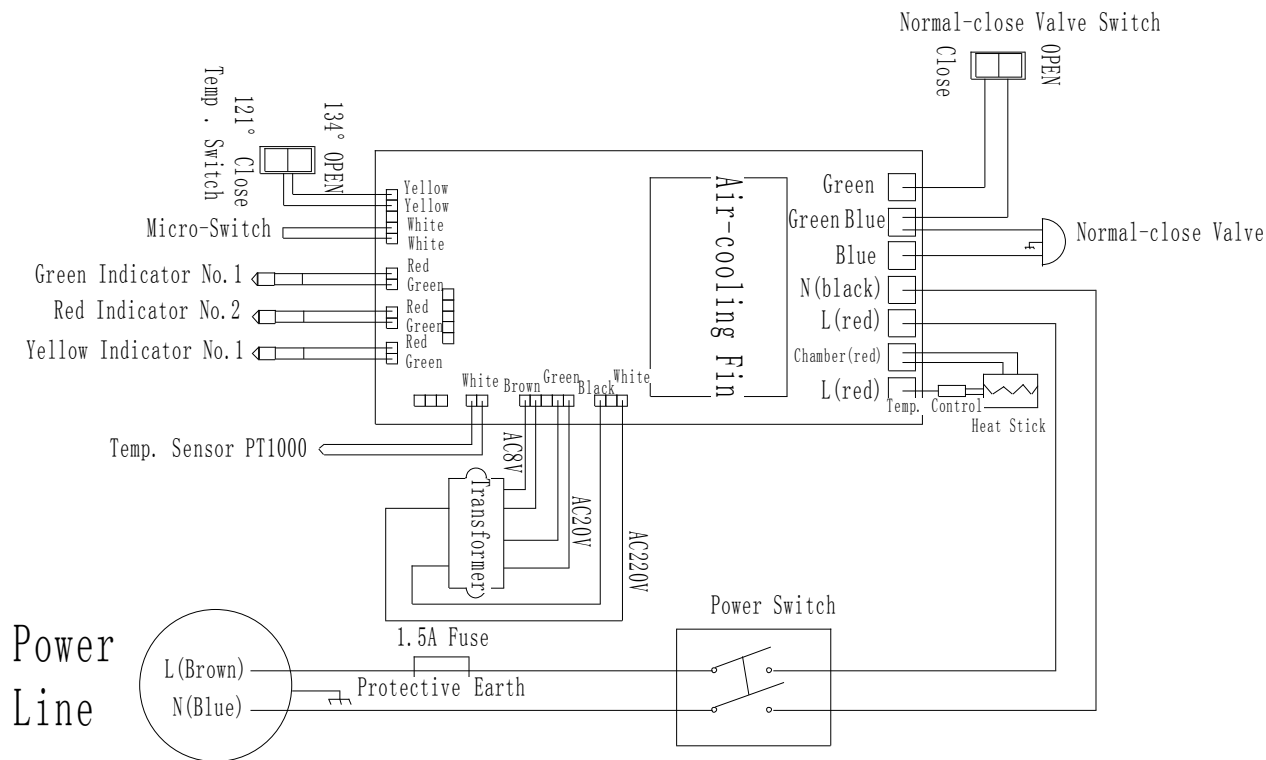 Normal-close Valve Switch
Close
OPEN
Temp . Switch
121° Close
134° OPEN
Yellow
Yellow
Micro-Switch
White
White
Green Indicator No.1
Red
Green
Red Indicator No.2
Red
Green
Yellow Indicator No.1
Red
Green
Air-cooling Fin
Green
Green Blue
Blue
Normal-close Valve
N(black)
L(red)
Chamber(red)
L(red)
Temp. Control
Heat Stick
White
Brown
Green
Black
White
Temp. Sensor PT1000
AC8V
AC20V
AC220V
Transformer
Power Switch
1.5A Fuse
Protective Earth
Power
Line
L(Brown)
N(Blue)